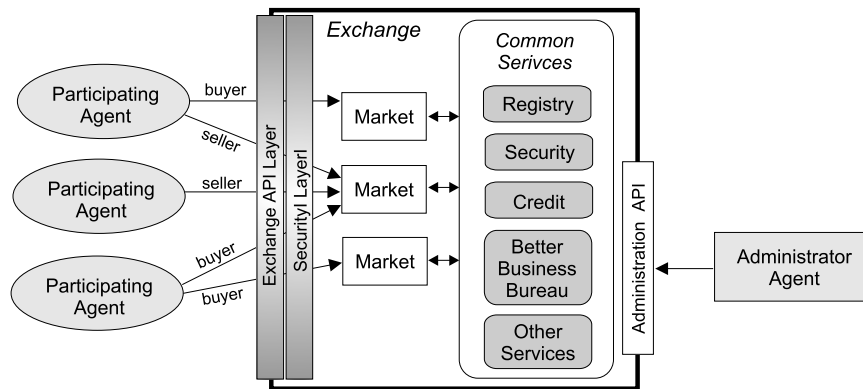 Exchange
Common
Serivces
Participating
Agent
buyer
seller
Participating
Agent
seller
Participating
Agent
buyer
buyer
Exchange API Layer
Securityl Layerl
Market
Market
Market
Registry
Security
Credit
Better
Business
Bureau
Other
Services
Administration API
Administrator
Agent